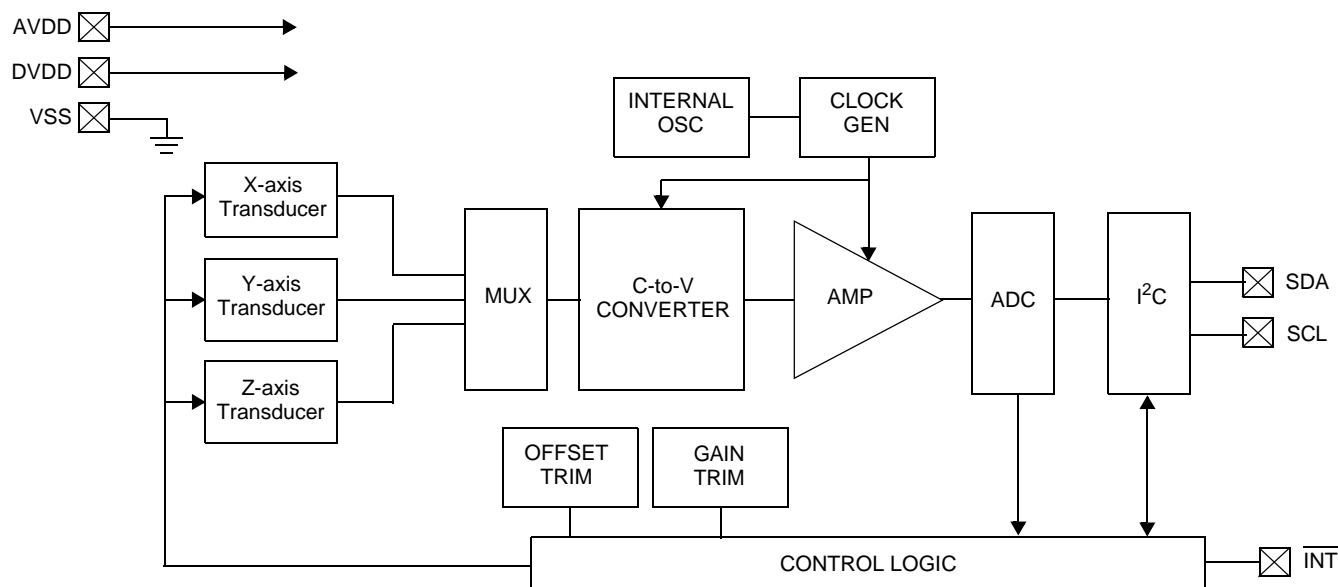 AVDD
DVDD
VSS
INTERNAL
OSC
CLOCK
GEN
X-axis
Transducer
Y-axis
Transducer
Z-axis
Transducer
MUX
C-to-V
CONVERTER
AMP
ADC
I²C
SDA
SCL
OFFSET
TRIM
GAIN
TRIM
CONTROL LOGIC
I̅N̅T̅